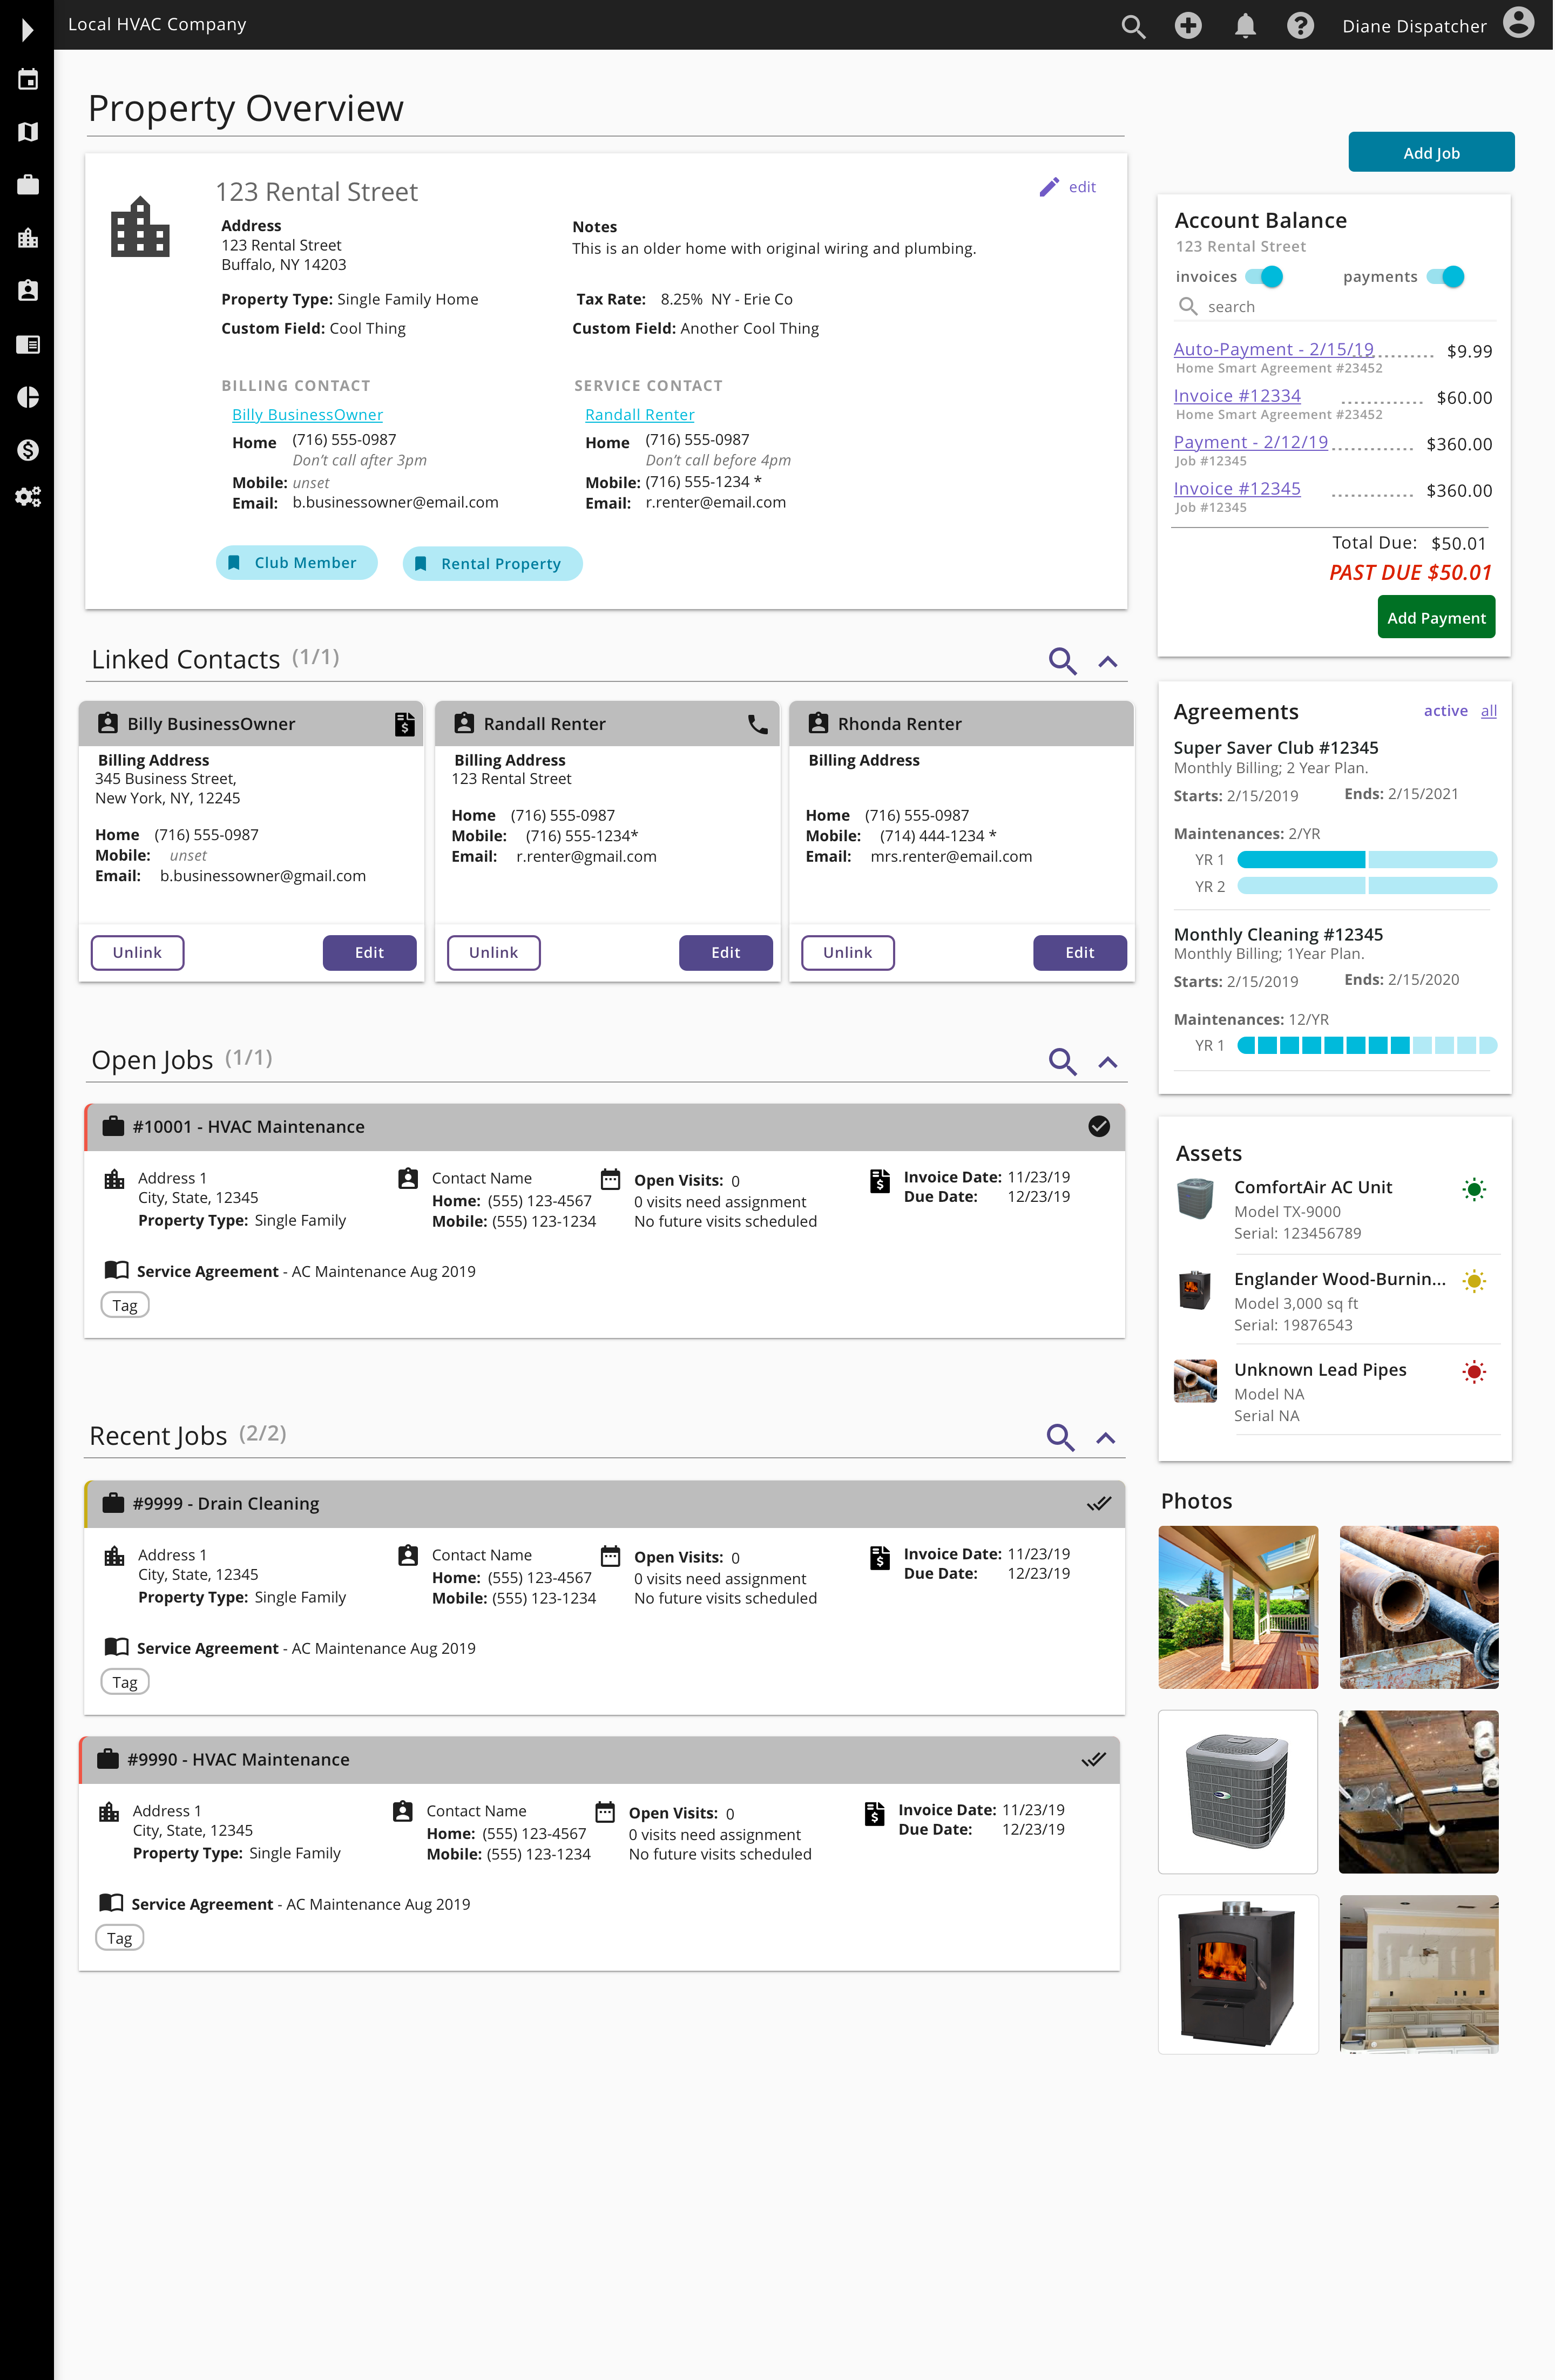 Local HVAC Company
Diane Dispatcher
Property Overview
Add Job
123 Rental Street
edit
Address
123 Rental Street
Buffalo, NY 14203
Notes
This is an older home with original wiring and plumbing.
Property Type: Single Family Home
Tax Rate: 8.25% NY - Erie Co
Custom Field: Cool Thing
Custom Field: Another Cool Thing
BILLING CONTACT
Billy BusinessOwner
Home (716) 555-0987
Don't call after 3pm
Mobile: unset
Email: b.businessowner@email.com
SERVICE CONTACT
Randall Renter
Home (716) 555-0987
Don't call before 4pm
Mobile: (716) 555-1234 *
Email: r.renter@email.com
Club Member
Rental Property
Account Balance
123 Rental Street
invoices
payments
search
Auto-Payment - 2/15/19 ............ $9.99
Home Smart Agreement #23452
Invoice #12334 ............ $60.00
Home Smart Agreement #23452
Payment - 2/12/19 ............ $360.00
Job #12345
Invoice #12345 ............ $360.00
Job #12345
Total Due: $50.01
PAST DUE $50.01
Add Payment
Linked Contacts (1/1)
Billy BusinessOwner
Billing Address
345 Business Street,
New York, NY, 12245
Home (716) 555-0987
Mobile: unset
Email: b.businessowner@gmail.com
Unlink
Edit
Randall Renter
Billing Address
123 Rental Street
Home (716) 555-0987
Mobile: (716) 555-1234*
Email: r.renter@gmail.com
Unlink
Edit
Rhonda Renter
Billing Address
Home (716) 555-0987
Mobile: (714) 444-1234 *
Email: mrs.renter@email.com
Unlink
Edit
Agreements
active
all
Super Saver Club #12345
Monthly Billing; 2 Year Plan.
Starts: 2/15/2019
Ends: 2/15/2021
Maintenances: 2/YR
YR 1
YR 2
Monthly Cleaning #12345
Monthly Billing; 1Year Plan.
Starts: 2/15/2019
Ends: 2/15/2020
Maintenances: 12/YR
YR 1
Open Jobs (1/1)
#10001 - HVAC Maintenance
Address 1
City, State, 12345
Property Type: Single Family
Contact Name
Home: (555) 123-4567
Mobile: (555) 123-1234
Open Visits: 0
0 visits need assignment
No future visits scheduled
Invoice Date: 11/23/19
Due Date: 12/23/19
Service Agreement - AC Maintenance Aug 2019
Tag
Assets
ComfortAir AC Unit
Model TX-9000
Serial: 123456789
Englander Wood-Burnin...
Model 3,000 sq ft
Serial: 19876543
Unknown Lead Pipes
Model NA
Serial NA
Recent Jobs (2/2)
#9999 - Drain Cleaning
Address 1
City, State, 12345
Property Type: Single Family
Contact Name
Home: (555) 123-4567
Mobile: (555) 123-1234
Open Visits: 0
0 visits need assignment
No future visits scheduled
Invoice Date: 11/23/19
Due Date: 12/23/19
Service Agreement - AC Maintenance Aug 2019
Tag
#9990 - HVAC Maintenance
Address 1
City, State, 12345
Property Type: Single Family
Contact Name
Home: (555) 123-4567
Mobile: (555) 123-1234
Open Visits: 0
0 visits need assignment
No future visits scheduled
Invoice Date: 11/23/19
Due Date: 12/23/19
Service Agreement - AC Maintenance Aug 2019
Tag
Photos